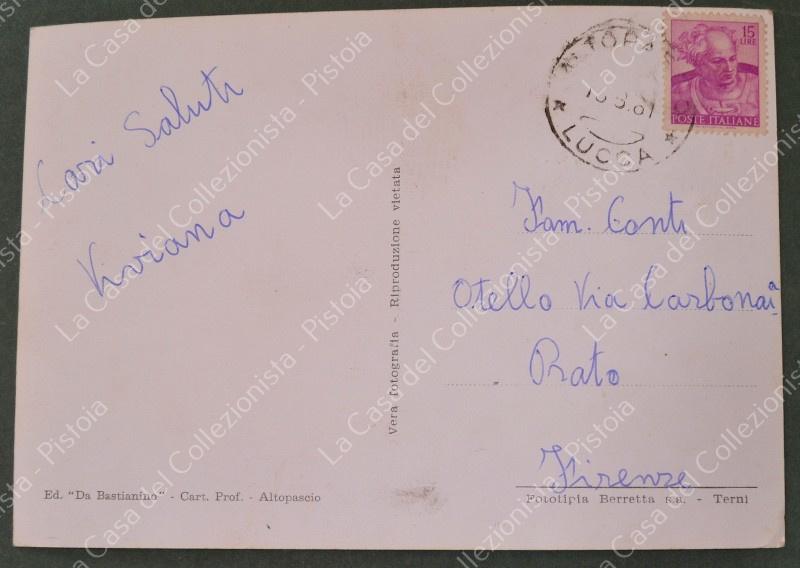 Cari Saluti
Viviana
Ed. "Da Bastianino" - Cart. Prof. - Altopascio
Vera fotografia - Riproduzione vietata
15
LIRE
POSTE ITALIANE
LUCCA
Fam. Conti
Otello Via Carbonaia
Prato
Firenze
Fototipia Berretta s.a. - Terni
La Casa del Collezionista - Pistoia